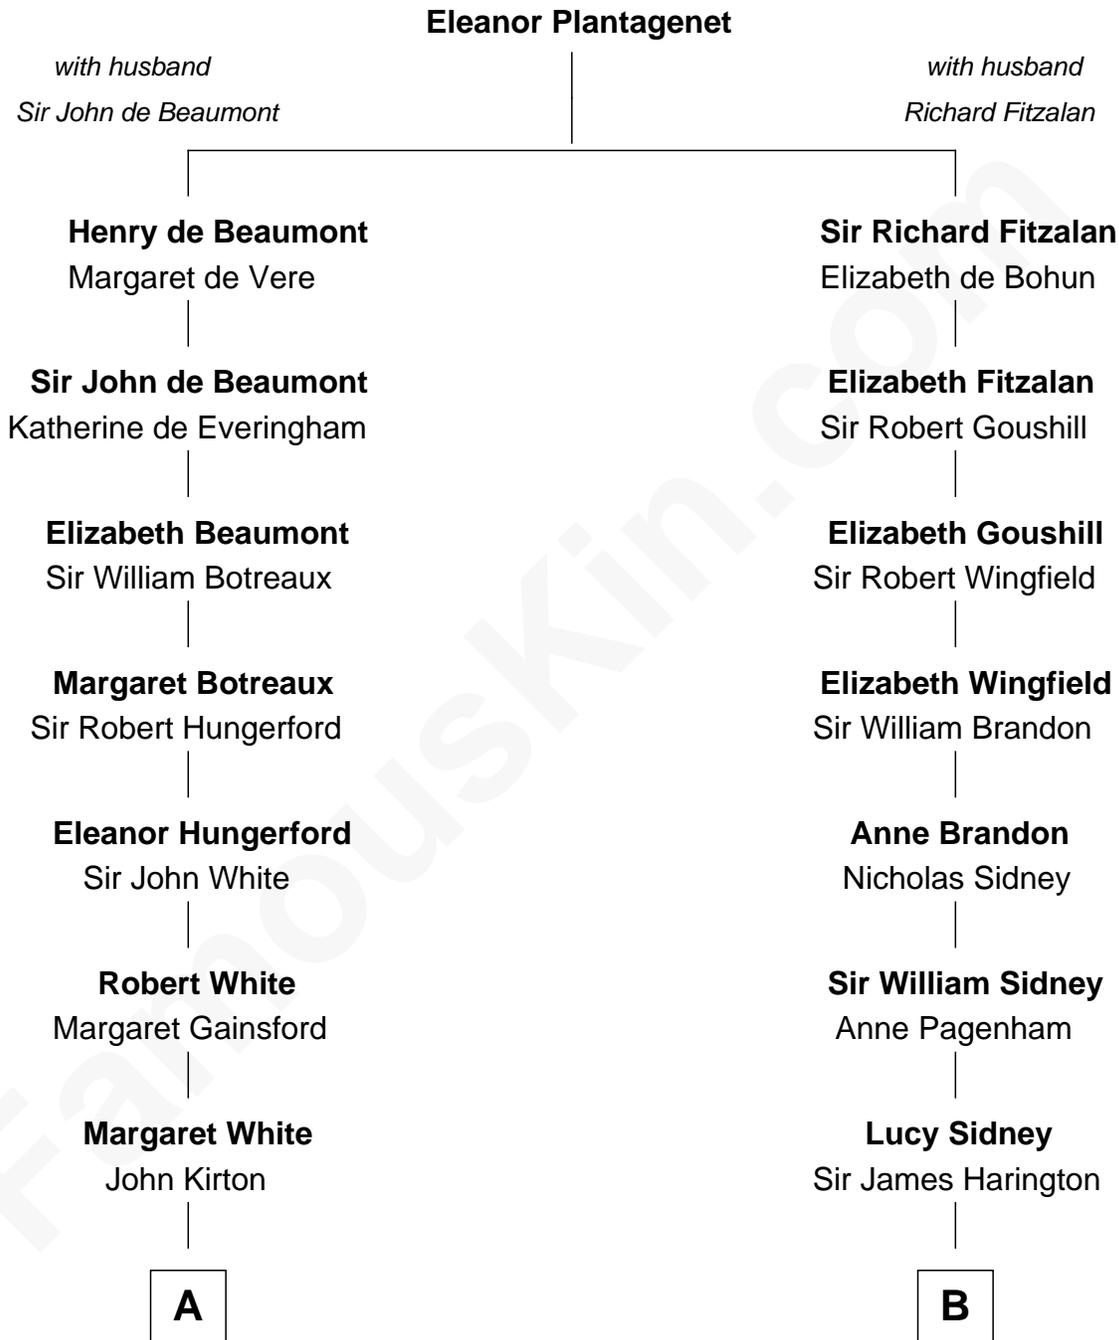 Eleanor Plantagenet
with husband
Sir John de Beaumont
with husband
Richard Fitzalan
Henry de Beaumont
Margaret de Vere
Sir John de Beaumont
Katherine de Everingham
Elizabeth Beaumont
Sir William Botreaux
Margaret Botreaux
Sir Robert Hungerford
Eleanor Hungerford
Sir John White
Robert White
Margaret Gainsford
Margaret White
John Kirton
A
Sir Richard Fitzalan
Elizabeth de Bohun
Elizabeth Fitzalan
Sir Robert Goushill
Elizabeth Goushill
Sir Robert Wingfield
Elizabeth Wingfield
Sir William Brandon
Anne Brandon
Nicholas Sidney
Sir William Sidney
Anne Pagenham
Lucy Sidney
Sir James Harington
B
FamousKin.com